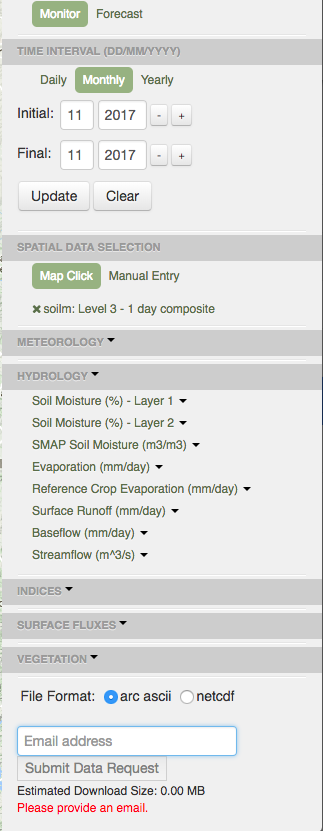 Monitor Forecast
TIME INTERVAL (DD/MM/YYYY)
Daily Monthly Yearly
Initial: 11 2017 - +
Final: 11 2017 - +
Update Clear
SPATIAL DATA SELECTION
Map Click Manual Entry
✖ soilm: Level 3 - 1 day composite
METEOROLOGY
HYDROLOGY
Soil Moisture (%) - Layer 1
Soil Moisture (%) - Layer 2
SMAP Soil Moisture (m3/m3)
Evaporation (mm/day)
Reference Crop Evaporation (mm/day)
Surface Runoff (mm/day)
Baseflow (mm/day)
Streamflow (m^3/s)
INDICES
SURFACE FLUXES
VEGETATION
File Format: arc ascii netcdf
Email address
Submit Data Request
Estimated Download Size: 0.00 MB
Please provide an email.